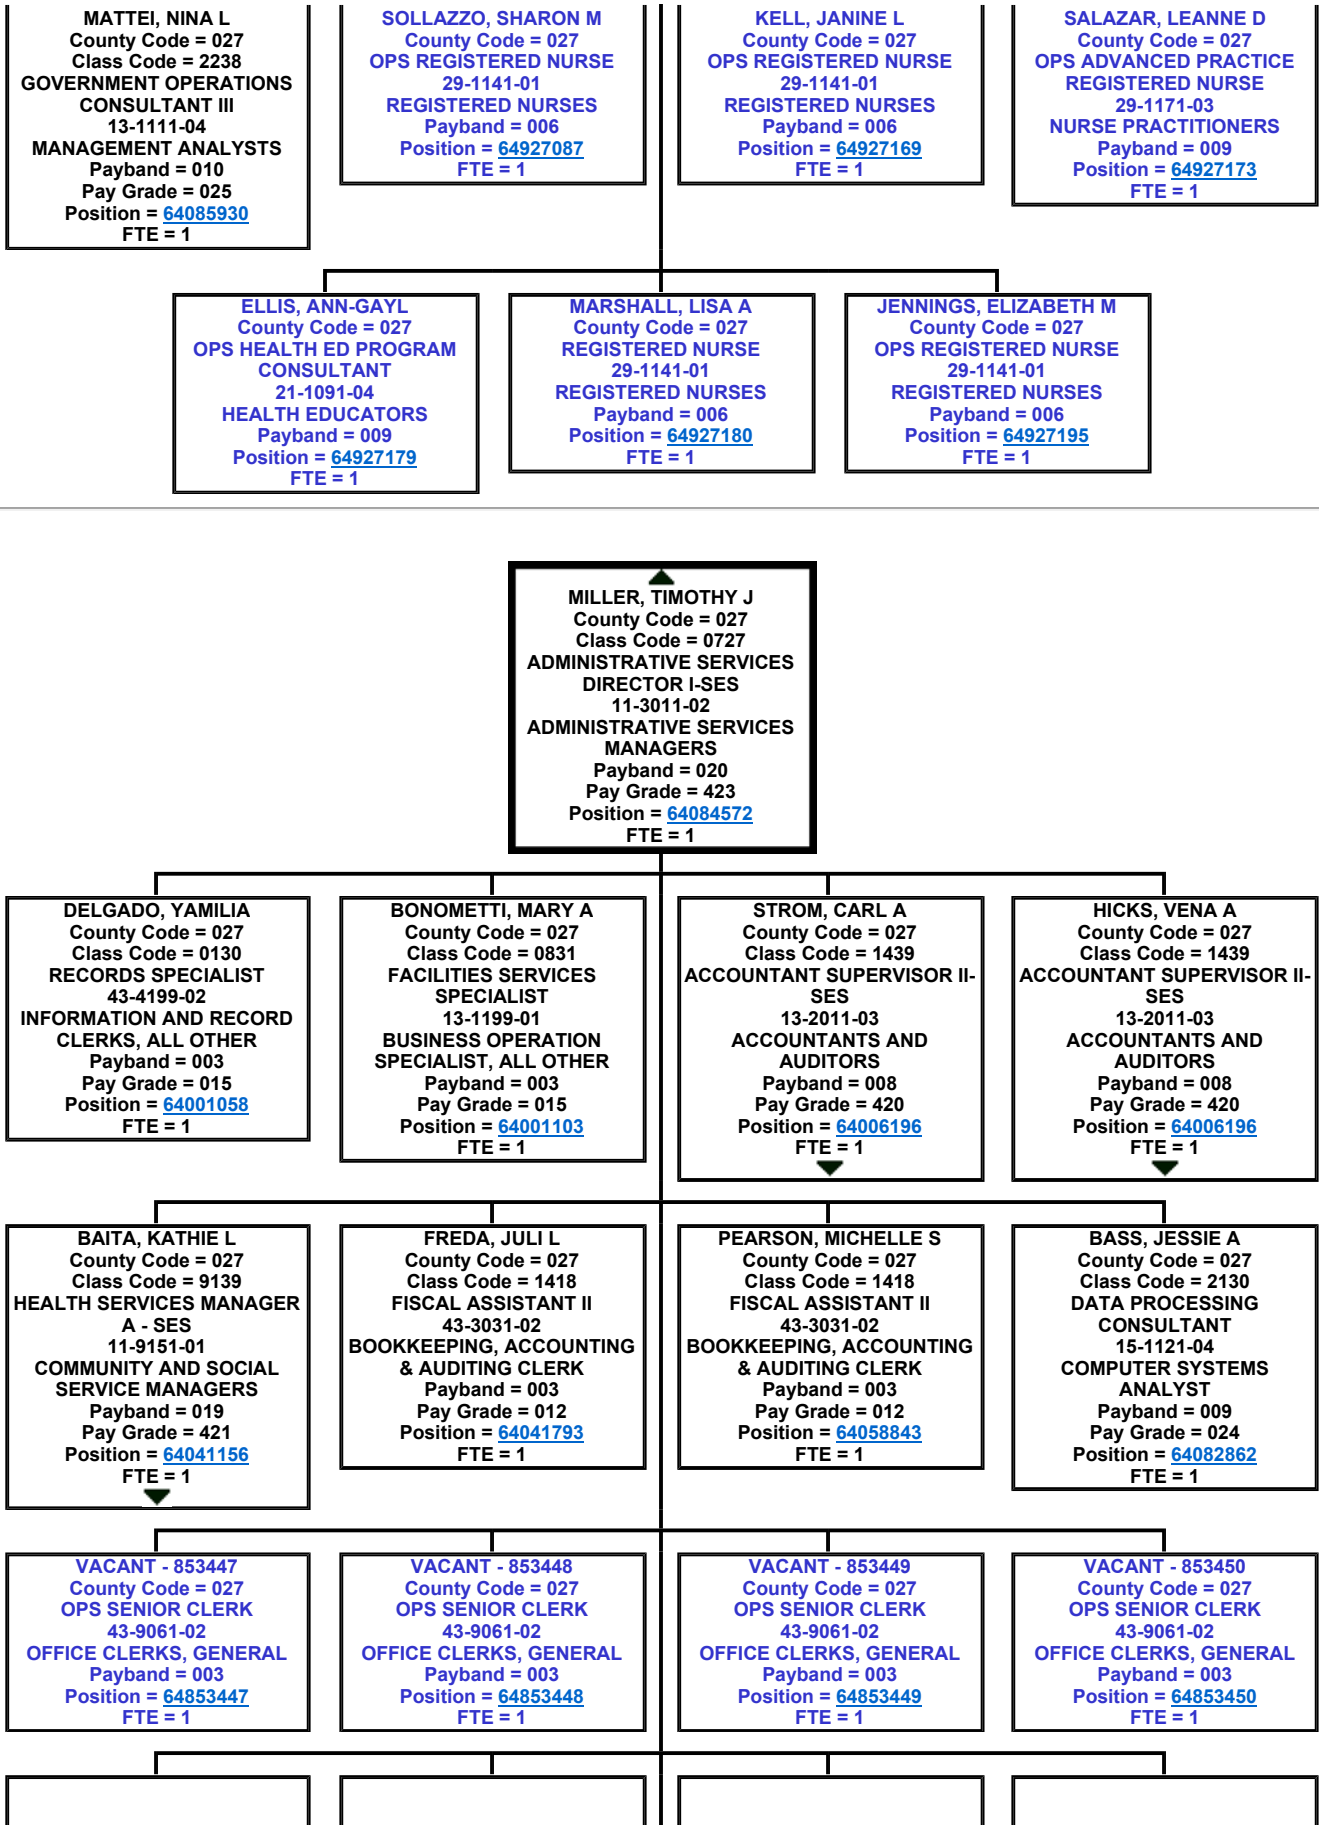 MATTEI, NINA L
County Code = 027
Class Code = 2238
GOVERNMENT OPERATIONS
CONSULTANT III
13-1111-04
MANAGEMENT ANALYSTS
Payband = 010
Pay Grade = 025
Position = 64085930
FTE = 1
SOLLAZZO, SHARON M
County Code = 027
OPS REGISTERED NURSE
29-1141-01
REGISTERED NURSES
Payband = 006
Position = 64927087
FTE = 1
KELL, JANINE L
County Code = 027
OPS REGISTERED NURSE
29-1141-01
REGISTERED NURSES
Payband = 006
Position = 64927169
FTE = 1
SALAZAR, LEANNE D
County Code = 027
OPS ADVANCED PRACTICE
REGISTERED NURSE
29-1171-03
NURSE PRACTITIONERS
Payband = 009
Position = 64927173
FTE = 1
ELLIS, ANN-GAYL
County Code = 027
OPS HEALTH ED PROGRAM
CONSULTANT
21-1091-04
HEALTH EDUCATORS
Payband = 009
Position = 64927179
FTE = 1
MARSHALL, LISA A
County Code = 027
REGISTERED NURSE
29-1141-01
REGISTERED NURSES
Payband = 006
Position = 64927180
FTE = 1
JENNINGS, ELIZABETH M
County Code = 027
OPS REGISTERED NURSE
29-1141-01
REGISTERED NURSES
Payband = 006
Position = 64927195
FTE = 1
MILLER, TIMOTHY J
County Code = 027
Class Code = 0727
ADMINISTRATIVE SERVICES
DIRECTOR I-SES
11-3011-02
ADMINISTRATIVE SERVICES
MANAGERS
Payband = 020
Pay Grade = 423
Position = 64084572
FTE = 1
DELGADO, YAMILIA
County Code = 027
Class Code = 0130
RECORDS SPECIALIST
43-4199-02
INFORMATION AND RECORD
CLERKS, ALL OTHER
Payband = 003
Pay Grade = 015
Position = 64001058
FTE = 1
BONOMETTI, MARY A
County Code = 027
Class Code = 0831
FACILITIES SERVICES
SPECIALIST
13-1199-01
BUSINESS OPERATION
SPECIALIST, ALL OTHER
Payband = 003
Pay Grade = 015
Position = 64001103
FTE = 1
STROM, CARL A
County Code = 027
Class Code = 1439
ACCOUNTANT SUPERVISOR II-
SES
13-2011-03
ACCOUNTANTS AND
AUDITORS
Payband = 008
Pay Grade = 420
Position = 64006196
FTE = 1
HICKS, VENA A
County Code = 027
Class Code = 1439
ACCOUNTANT SUPERVISOR II-
SES
13-2011-03
ACCOUNTANTS AND
AUDITORS
Payband = 008
Pay Grade = 420
Position = 64006196
FTE = 1
BAITA, KATHIE L
County Code = 027
Class Code = 9139
HEALTH SERVICES MANAGER
A - SES
11-9151-01
COMMUNITY AND SOCIAL
SERVICE MANAGERS
Payband = 019
Pay Grade = 421
Position = 64041156
FTE = 1
FREDA, JULI L
County Code = 027
Class Code = 1418
FISCAL ASSISTANT II
43-3031-02
BOOKKEEPING, ACCOUNTING
& AUDITING CLERK
Payband = 003
Pay Grade = 012
Position = 64041793
FTE = 1
PEARSON, MICHELLE S
County Code = 027
Class Code = 1418
FISCAL ASSISTANT II
43-3031-02
BOOKKEEPING, ACCOUNTING
& AUDITING CLERK
Payband = 003
Pay Grade = 012
Position = 64058843
FTE = 1
BASS, JESSIE A
County Code = 027
Class Code = 2130
DATA PROCESSING
CONSULTANT
15-1121-04
COMPUTER SYSTEMS
ANALYST
Payband = 009
Pay Grade = 024
Position = 64082862
FTE = 1
VACANT - 853447
County Code = 027
OPS SENIOR CLERK
43-9061-02
OFFICE CLERKS, GENERAL
Payband = 003
Position = 64853447
FTE = 1
VACANT - 853448
County Code = 027
OPS SENIOR CLERK
43-9061-02
OFFICE CLERKS, GENERAL
Payband = 003
Position = 64853448
FTE = 1
VACANT - 853449
County Code = 027
OPS SENIOR CLERK
43-9061-02
OFFICE CLERKS, GENERAL
Payband = 003
Position = 64853449
FTE = 1
VACANT - 853450
County Code = 027
OPS SENIOR CLERK
43-9061-02
OFFICE CLERKS, GENERAL
Payband = 003
Position = 64853450
FTE = 1